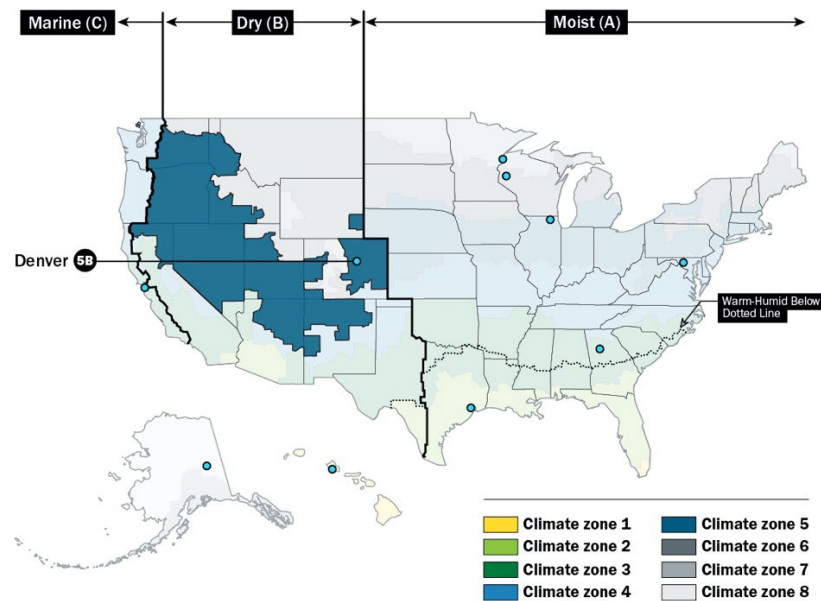 Marine (C)
Dry (B)
Moist (A)
Denver 5B
Warm-Humid Below
Dotted Line
Climate zone 1
Climate zone 2
Climate zone 3
Climate zone 4
Climate zone 5
Climate zone 6
Climate zone 7
Climate zone 8